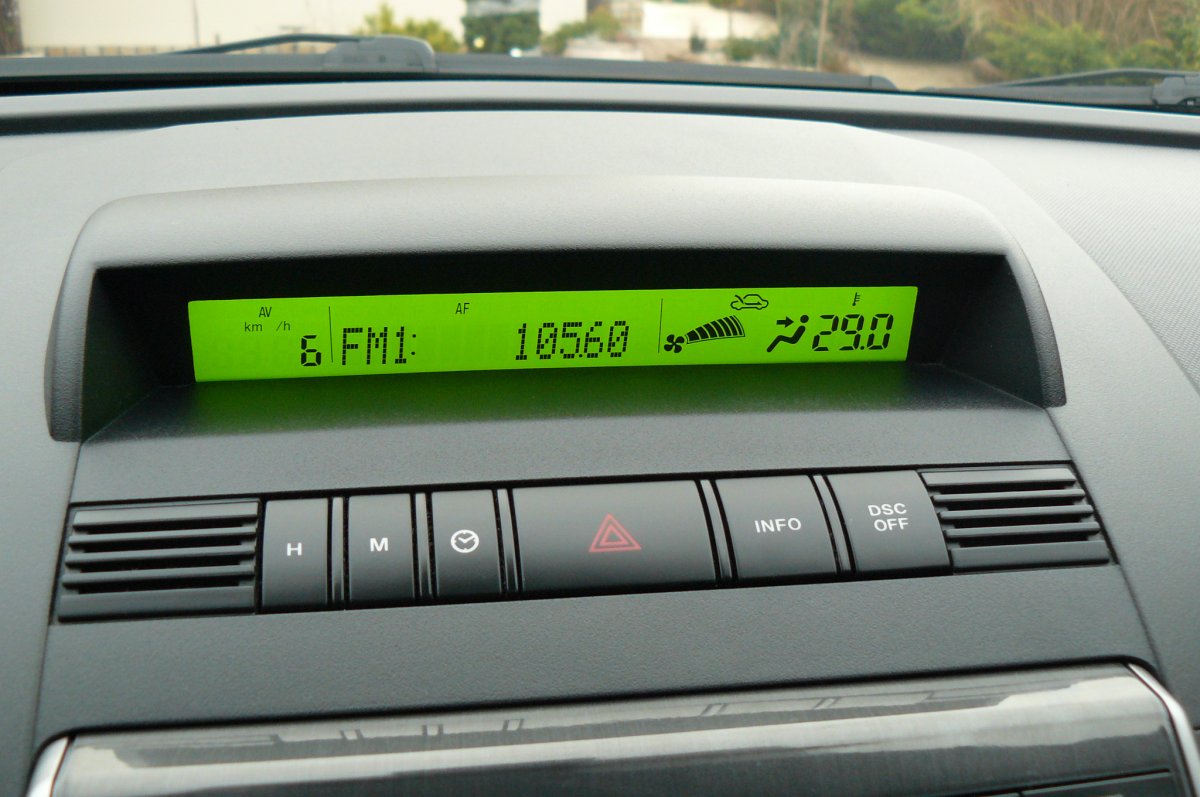 AV
km/h
6
FM1:
AF
105.60
29.0
H
M
INFO
DSC
OFF